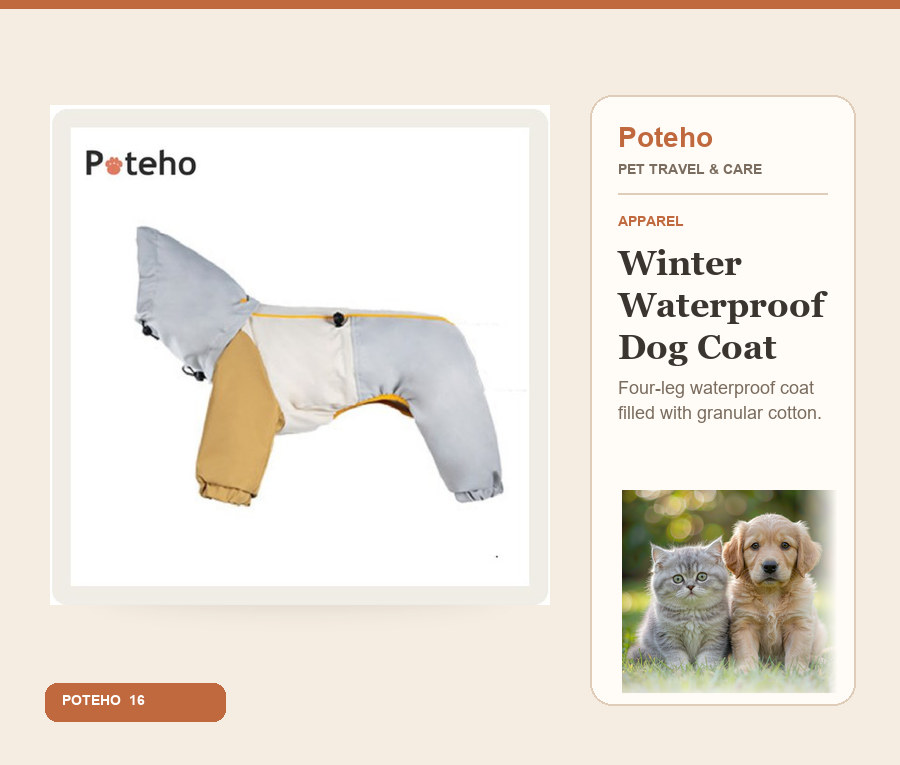 Poteho
Poteho
PET TRAVEL & CARE
APPAREL
Winter
Waterproof
Dog Coat
Four-leg waterproof coat
filled with granular cotton.
POTEHO 16